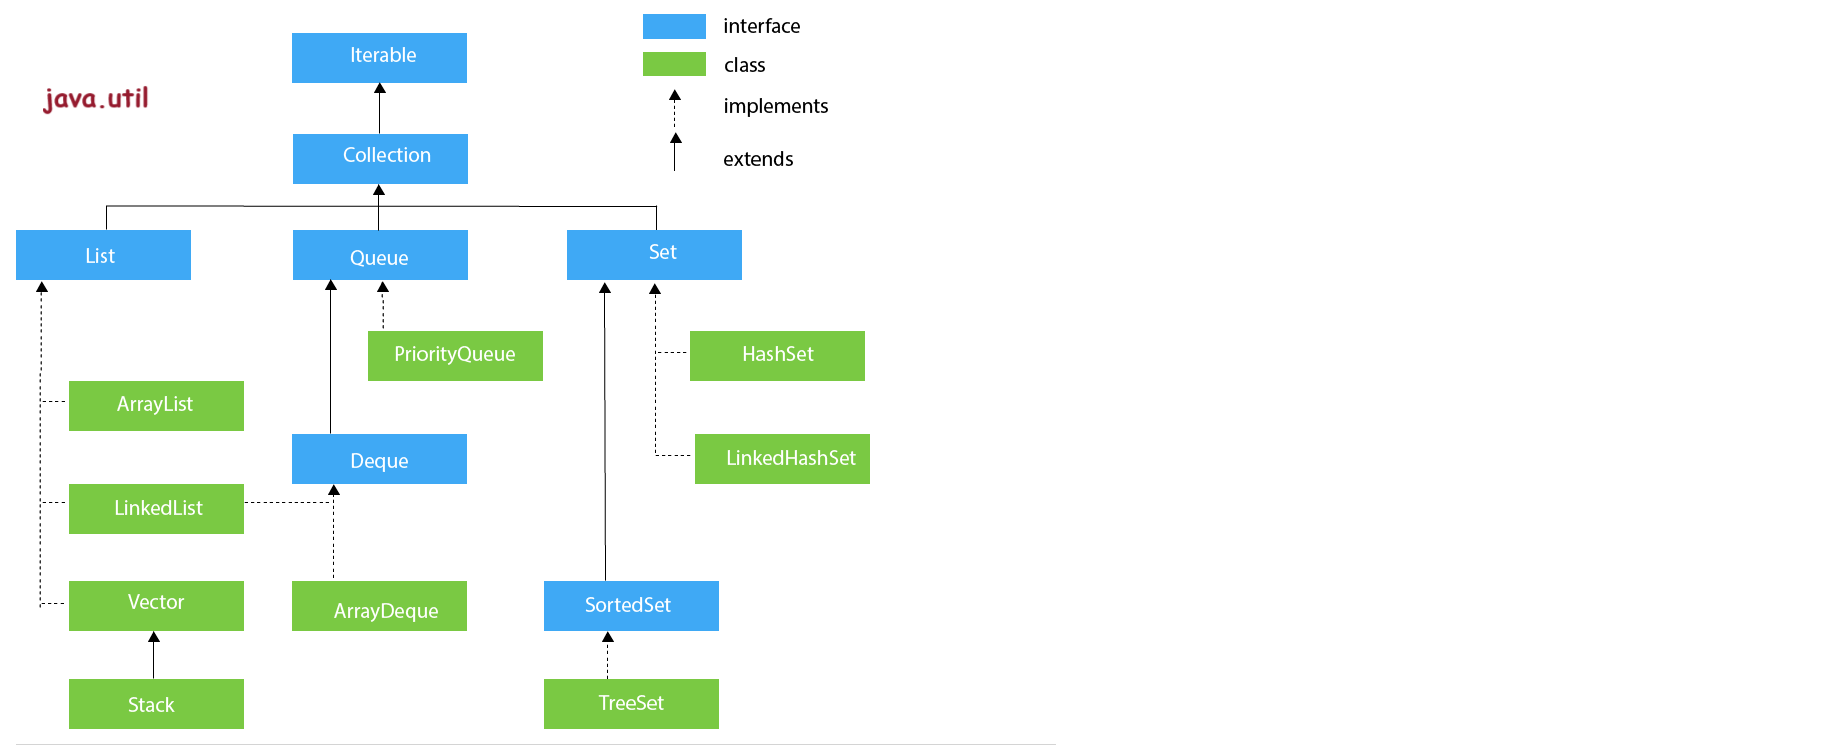 interface
Iterable
class
java.util
implements
Collection
extends
List
Queue
Set
PriorityQueue
HashSet
ArrayList
Deque
LinkedHashSet
LinkedList
Vector
ArrayDeque
SortedSet
Stack
TreeSet